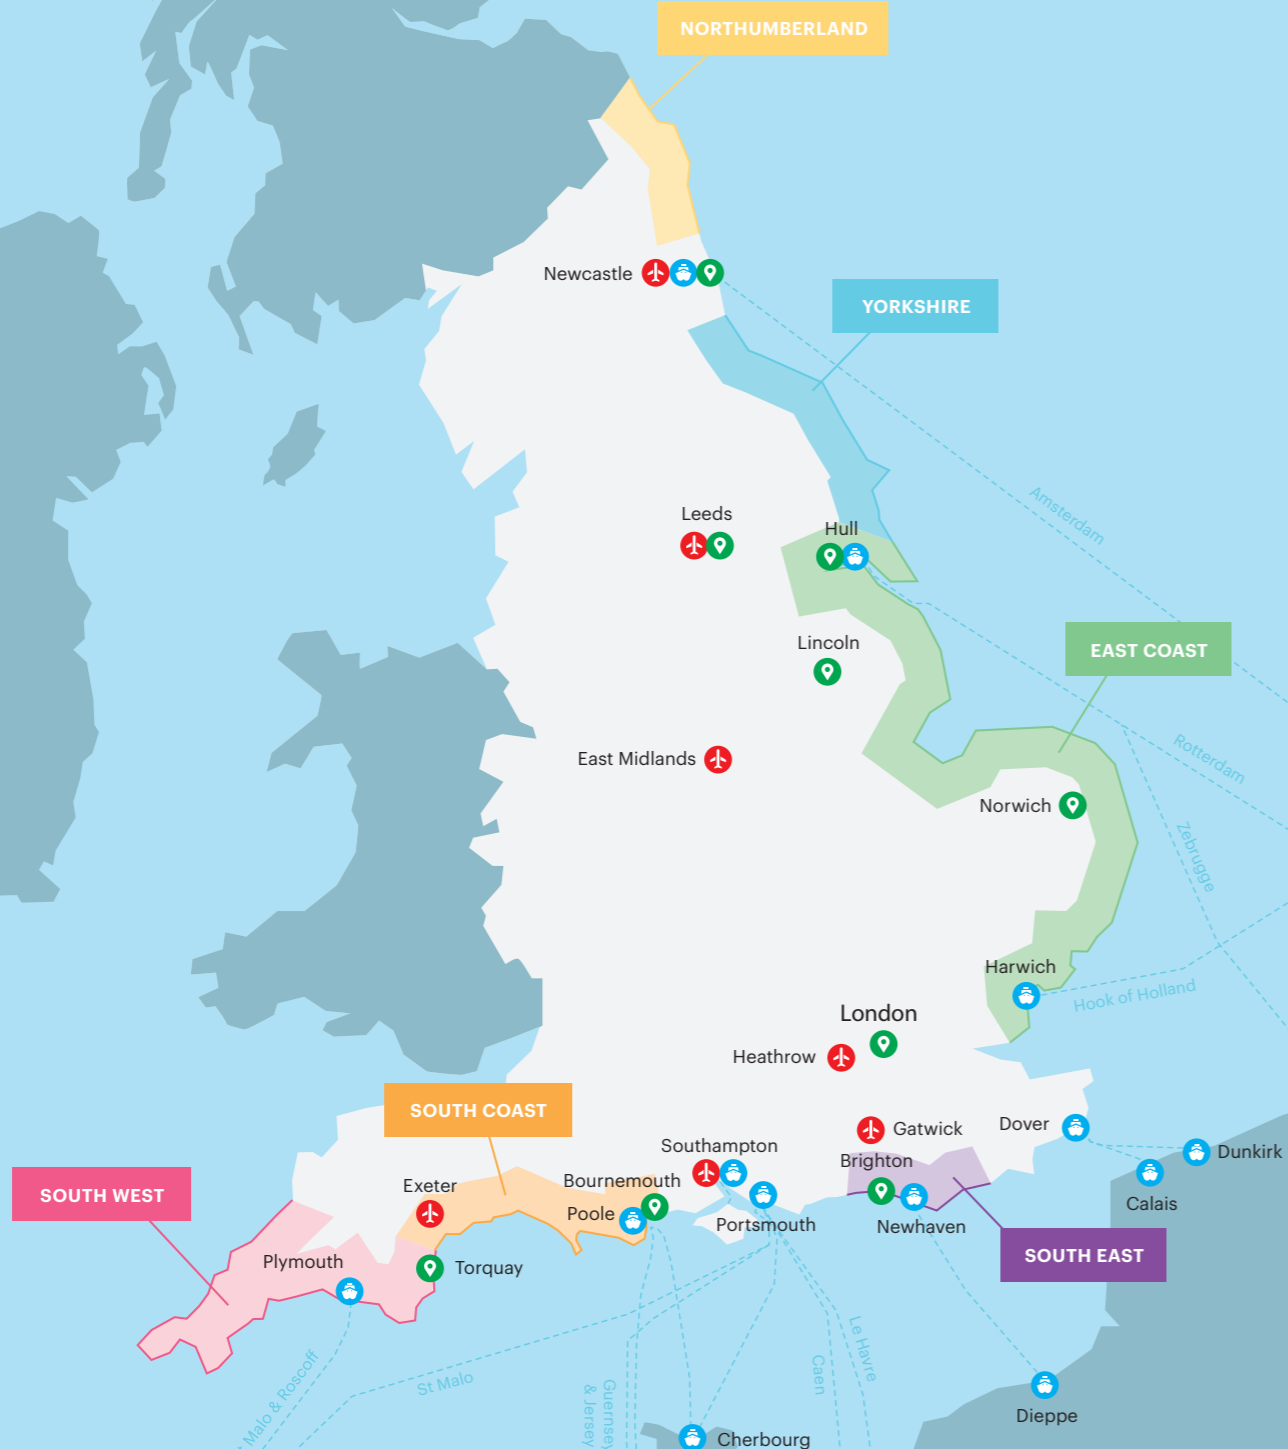 NORTHUMBERLAND
Newcastle
YORKSHIRE
Amsterdam
Leeds
Hull
Lincoln
EAST COAST
East Midlands
Rotterdam
Norwich
Zebrugge
Harwich
Hook of Holland
London
Heathrow
SOUTH COAST
Gatwick
Dover
Southampton
Brighton
Dunkirk
SOUTH WEST
Exeter
Bournemouth
Poole
Calais
Portsmouth
Newhaven
Plymouth
Torquay
SOUTH EAST
Malo & Roscoff
St Malo
Guernsey
& Jersey
Caen
Le Havre
Dieppe
Cherbourg